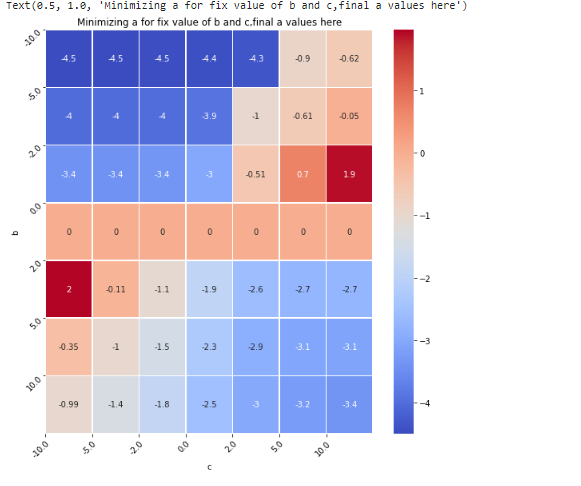 Text(0.5, 1.0, 'Minimizing a for fix value of b and c,final a values here')
Minimizing a for fix value of b and c,final a values here
-10.0
-4.5 -4.5 -4.5 -4.4 -4.3 -0.9 -0.62
-5.0
-4 -4 -4 -3.9 -1 -0.61 -0.05
-2.0
-3.4 -3.4 -3.4 -3 -0.51 0.7 1.9
0.0
0 0 0 0 0 0 0
2.0
2 -0.11 -1.1 -1.9 -2.6 -2.7 -2.7
5.0
-0.35 -1 -1.5 -2.3 -2.9 -3.1 -3.1
10.0
-0.99 -1.4 -1.8 -2.5 -3 -3.2 -3.4
b
-10.0 -5.0 -2.0 0.0 2.0 5.0 10.0
c
1
0
−1
−2
−3
−4